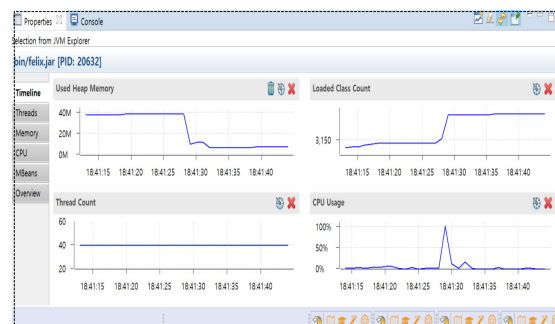 Properties Console
Selection from JVM Explorer
bin/felix.jar [PID: 20632]
Timeline
Threads
Memory
CPU
MBeans
Overview
Used Heap Memory
40M
20M
0M
18:41:15 18:41:20 18:41:25 18:41:30 18:41:35 18:41:40
Loaded Class Count
3,150
18:41:15 18:41:20 18:41:25 18:41:30 18:41:35 18:41:40
Thread Count
60
40
20
18:41:15 18:41:20 18:41:25 18:41:30 18:41:35 18:41:40
CPU Usage
100%
50%
0%
18:41:15 18:41:20 18:41:25 18:41:30 18:41:35 18:41:40